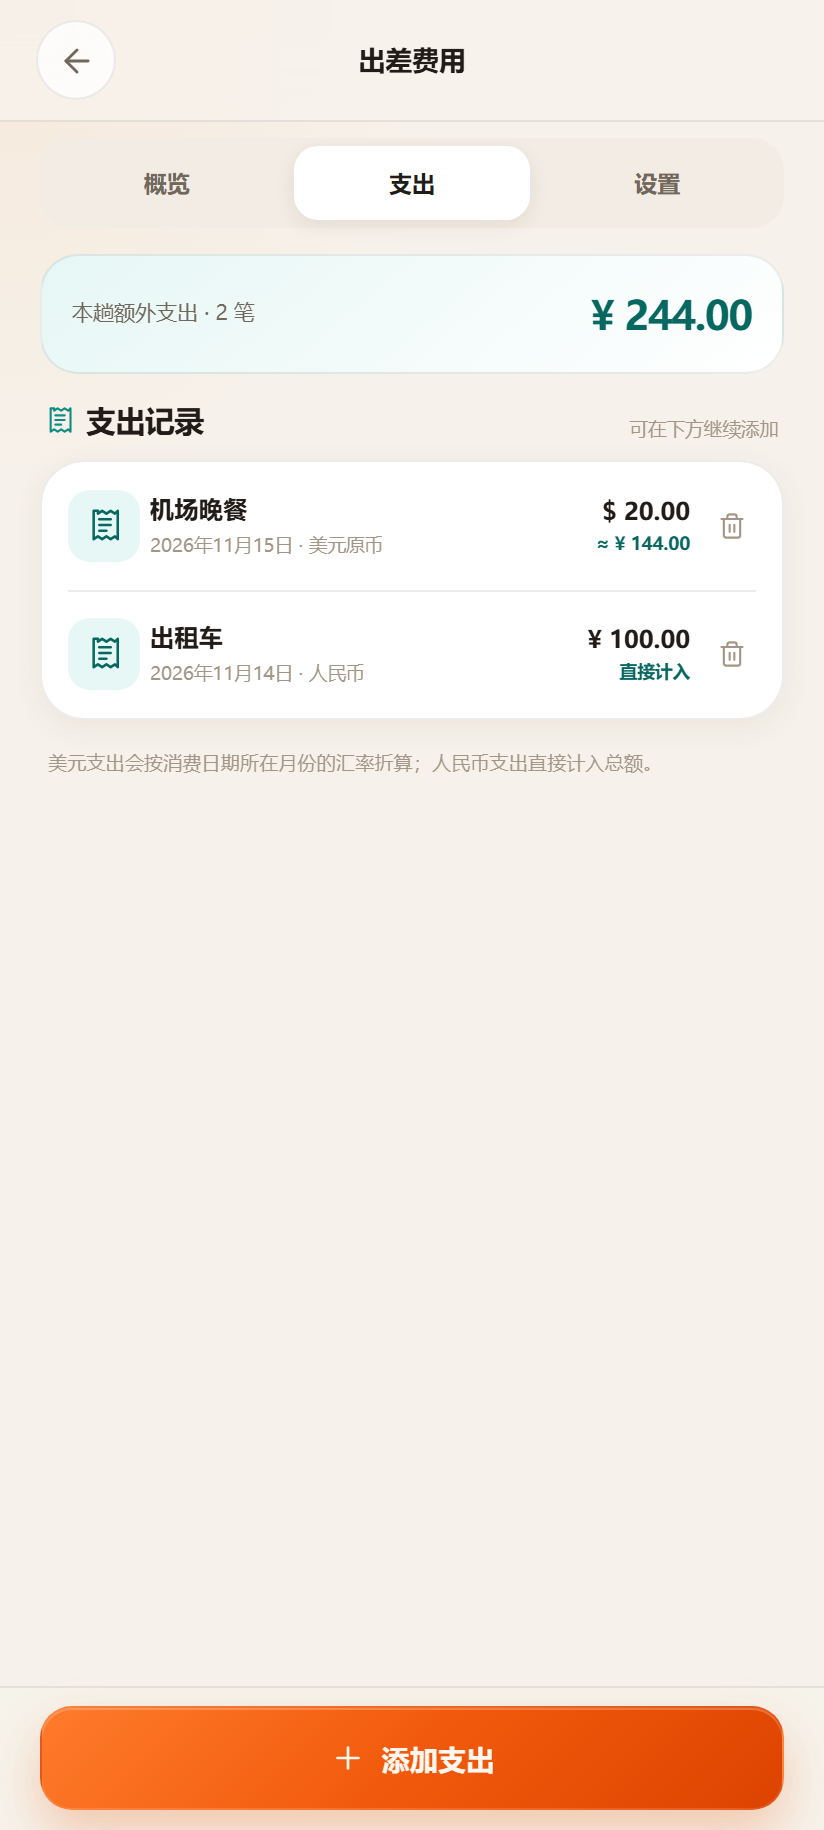 出差费用
概览 支出 设置
本趟额外支出 · 2 笔 ¥ 244.00
支出记录 可在下方继续添加
机场晚餐 $ 20.00
2026年11月15日 · 美元原币 ≈ ¥ 144.00
出租车 ¥ 100.00
2026年11月14日 · 人民币 直接计入
美元支出会按消费日期所在月份的汇率折算；人民币支出直接计入总额。
添加支出